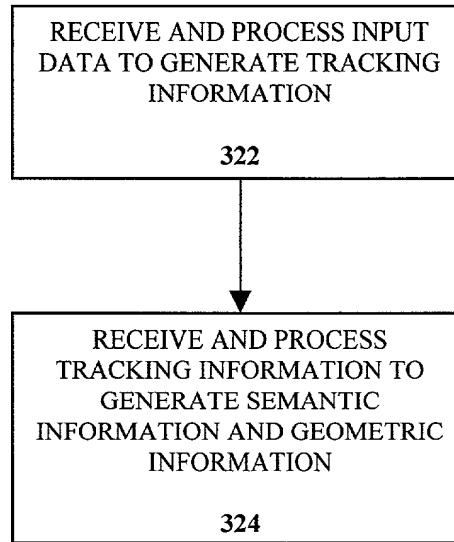 RECEIVE AND PROCESS INPUT
DATA TO GENERATE TRACKING
INFORMATION
322
RECEIVE AND PROCESS
TRACKING INFORMATION TO
GENERATE SEMANTIC
INFORMATION AND GEOMETRIC
INFORMATION
324